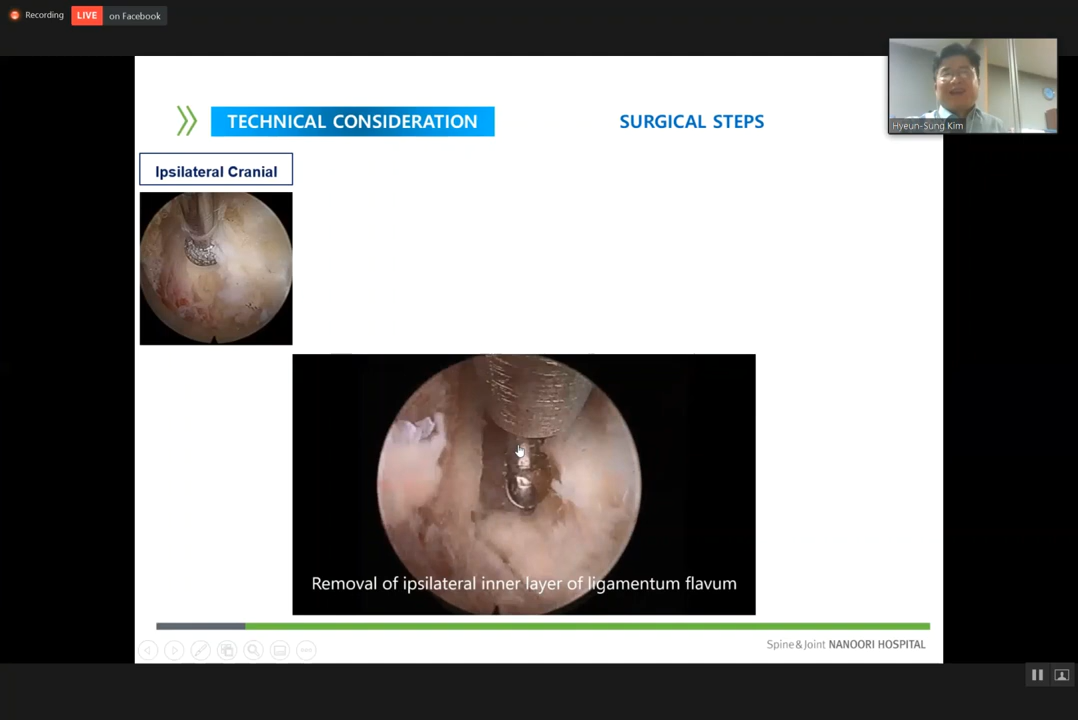 Recording LIVE on Facebook
TECHNICAL CONSIDERATION
SURGICAL STEPS
Hyeun-Sung Kim
Ipsilateral Cranial
Removal of ipsilateral inner layer of ligamentum flavum
Spine & Joint NANOORI HOSPITAL